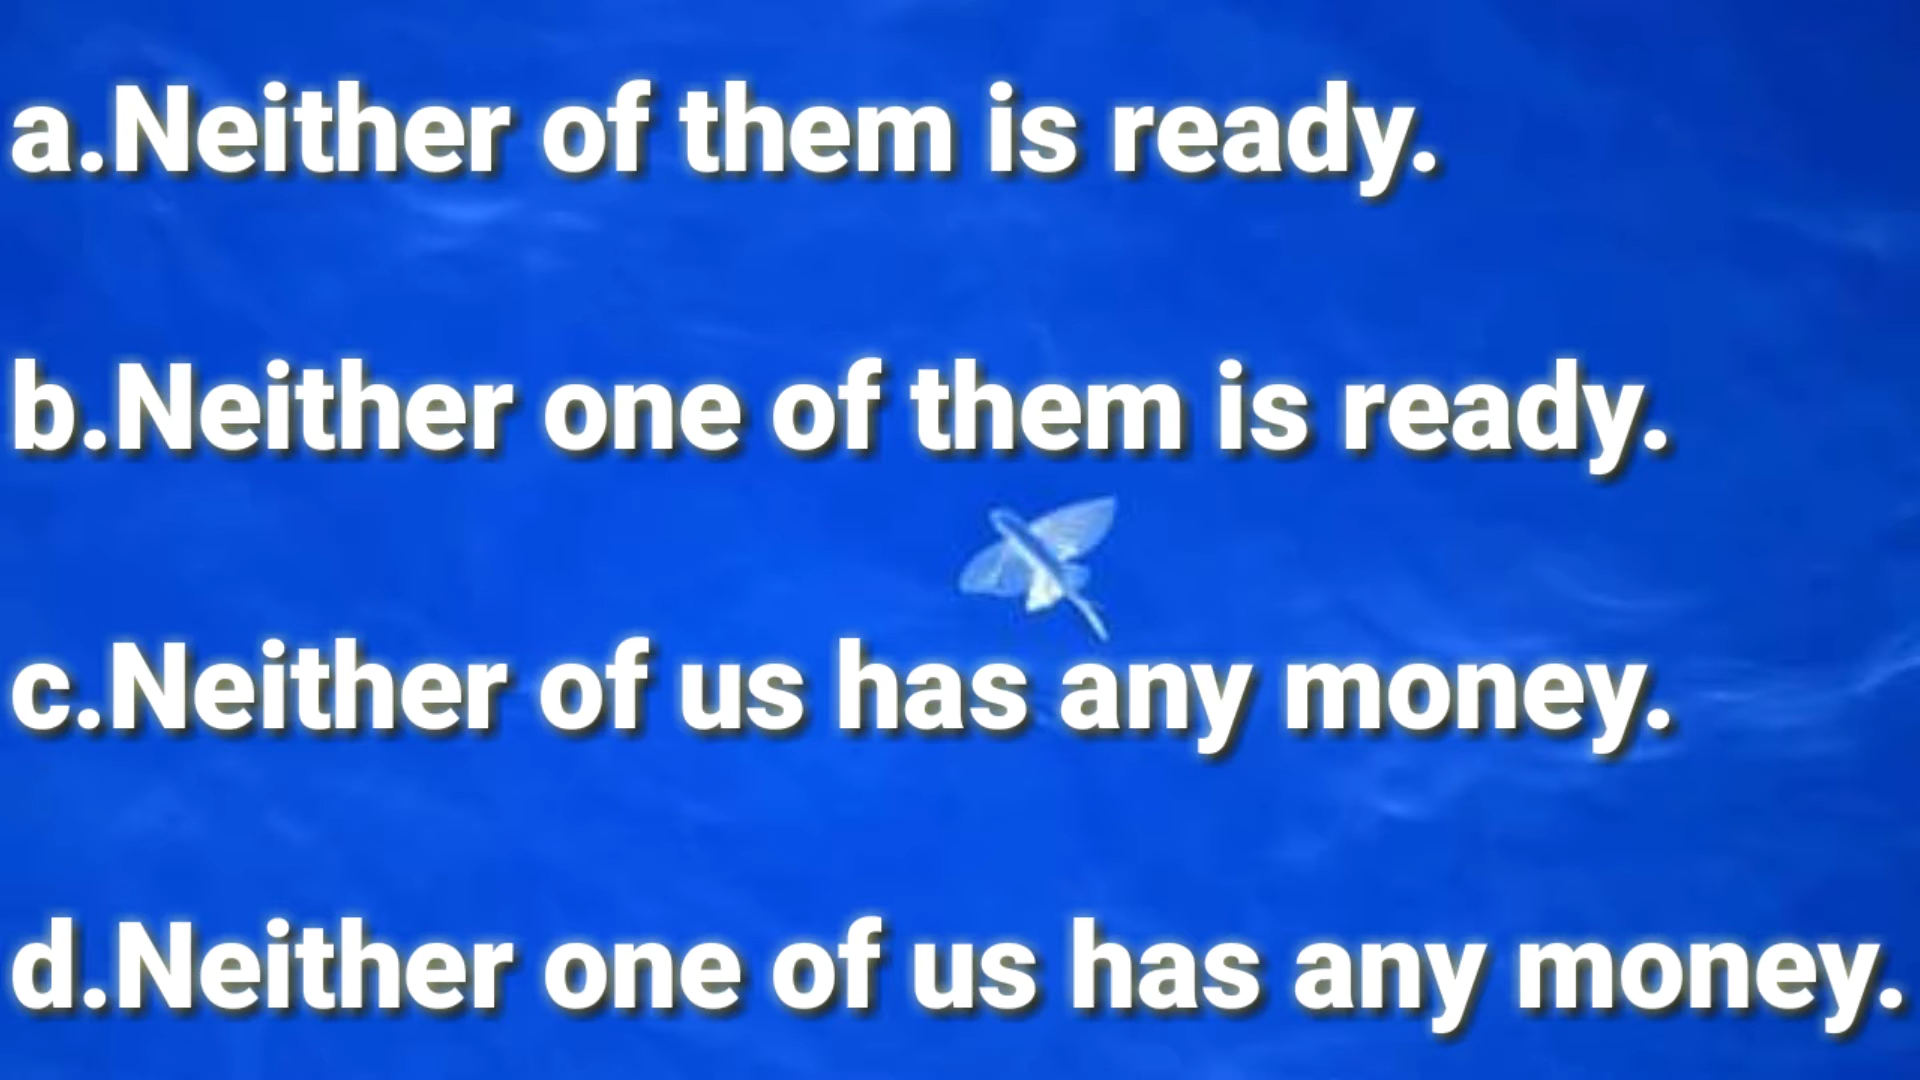 a.Neither of them is ready.
b.Neither one of them is ready.
c.Neither of us has any money.
d.Neither one of us has any money.